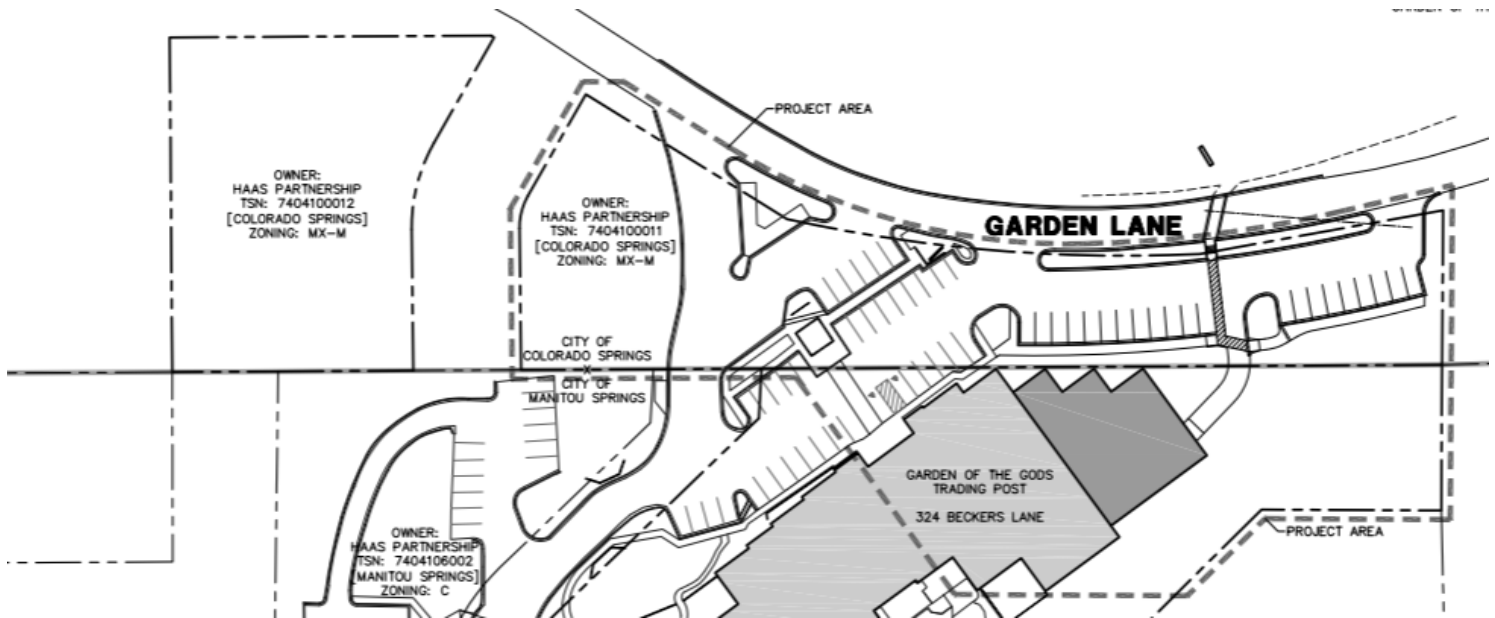 PROJECT AREA
OWNER:
HAAS PARTNERSHIP
TSN: 7404100012
[COLORADO SPRINGS]
ZONING: MX-M
OWNER:
HAAS PARTNERSHIP
TSN: 7404100011
[COLORADO SPRINGS]
ZONING: MX-M
GARDEN LANE
CITY OF
COLORADO SPRINGS
CITY OF
MANITOU SPRINGS
GARDEN OF THE GODS
TRADING POST
324 BECKERS LANE
OWNER:
HAAS PARTNERSHIP
TSN: 7404106002
[MANITOU SPRINGS]
ZONING: C
PROJECT AREA